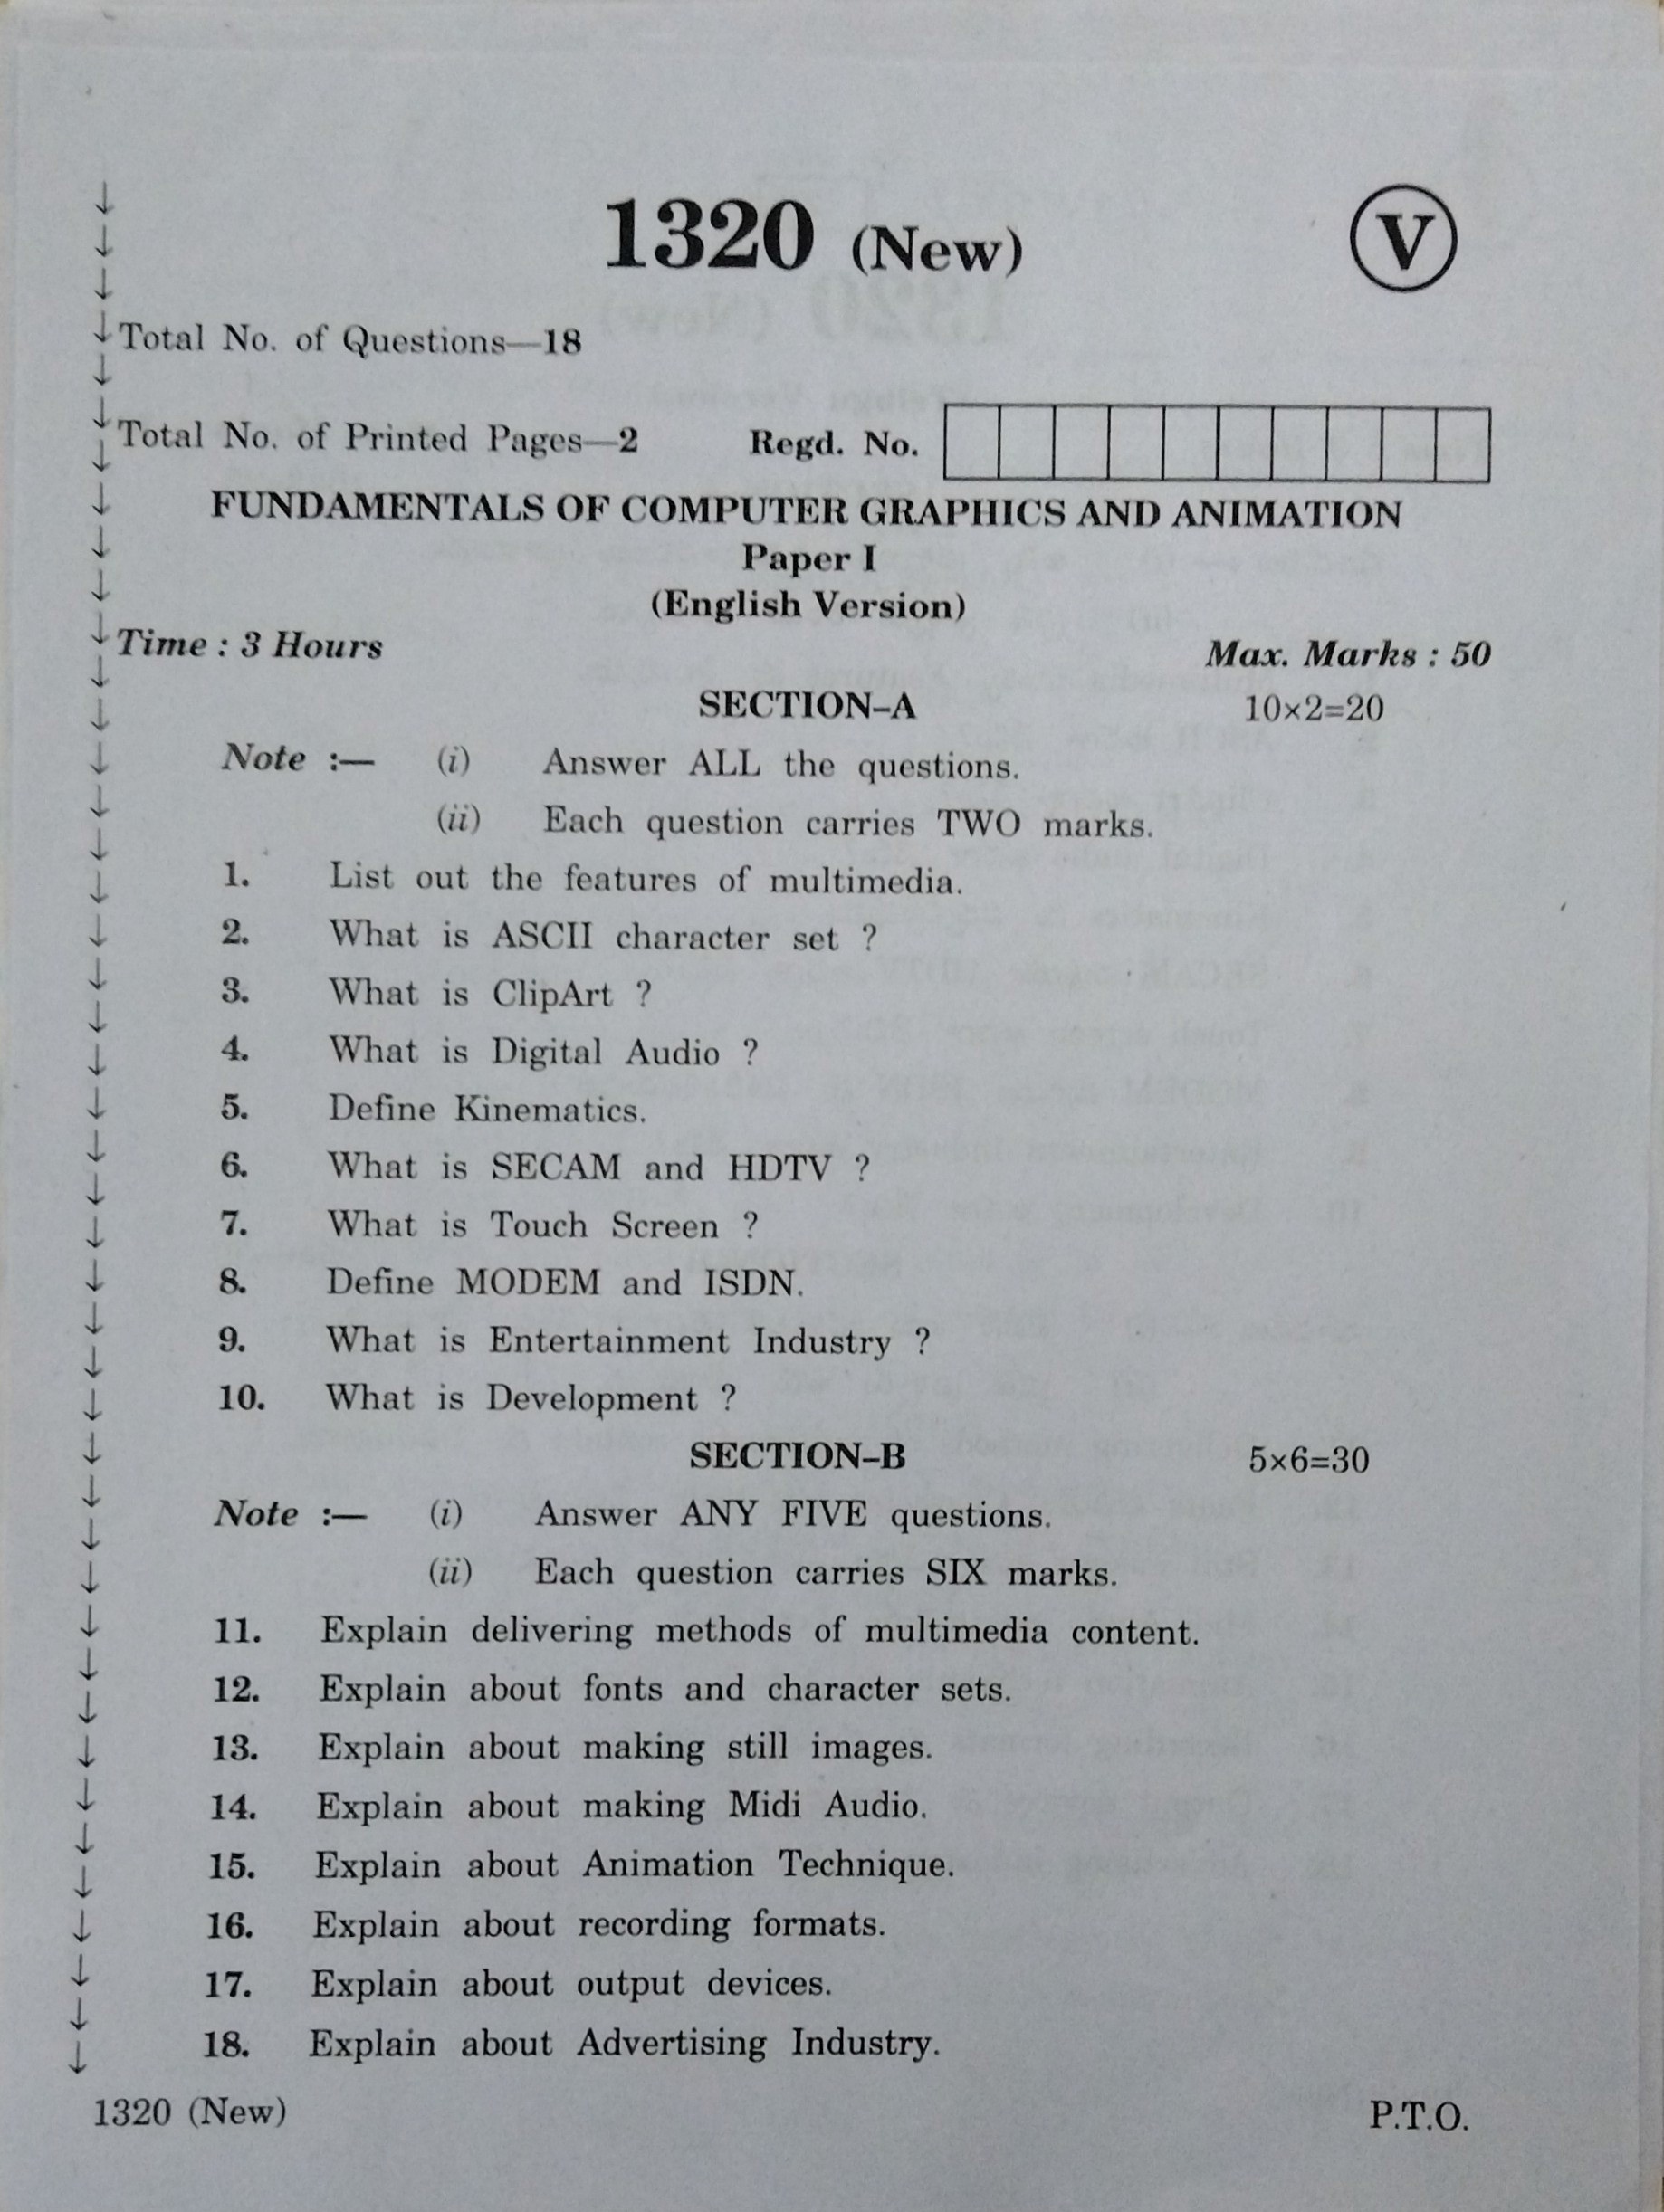 1320 (New)
V
Total No. of Questions—18
Total No. of Printed Pages—2 Regd. No.
FUNDAMENTALS OF COMPUTER GRAPHICS AND ANIMATION
Paper I
(English Version)
Time : 3 Hours Max. Marks : 50
SECTION–A 10×2=20
Note :— (i) Answer ALL the questions.
(ii) Each question carries TWO marks.
1. List out the features of multimedia.
2. What is ASCII character set ?
3. What is ClipArt ?
4. What is Digital Audio ?
5. Define Kinematics.
6. What is SECAM and HDTV ?
7. What is Touch Screen ?
8. Define MODEM and ISDN.
9. What is Entertainment Industry ?
10. What is Development ?
SECTION–B 5×6=30
Note :— (i) Answer ANY FIVE questions.
(ii) Each question carries SIX marks.
11. Explain delivering methods of multimedia content.
12. Explain about fonts and character sets.
13. Explain about making still images.
14. Explain about making Midi Audio.
15. Explain about Animation Technique.
16. Explain about recording formats.
17. Explain about output devices.
18. Explain about Advertising Industry.
1320 (New) P.T.O.